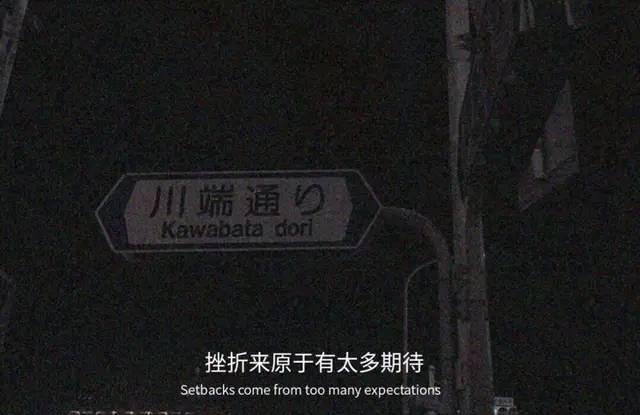 川端通り
Kawabata dori
挫折来原于有太多期待
Setbacks come from too many expectations